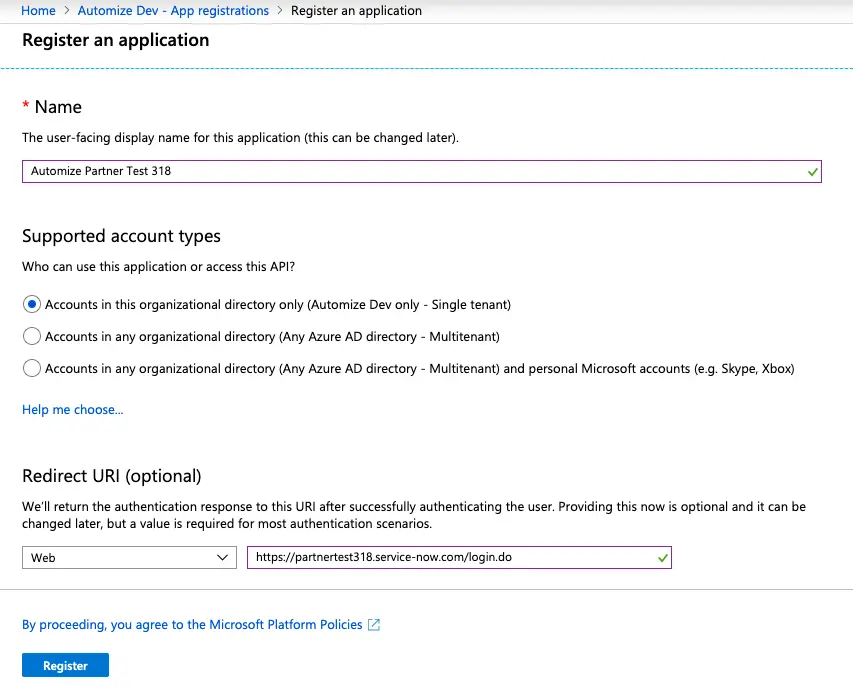 Home > Automize Dev - App registrations > Register an application
Register an application
* Name
The user-facing display name for this application (this can be changed later).
Automize Partner Test 318
Supported account types
Who can use this application or access this API?
Accounts in this organizational directory only (Automize Dev only - Single tenant)
Accounts in any organizational directory (Any Azure AD directory - Multitenant)
Accounts in any organizational directory (Any Azure AD directory - Multitenant) and personal Microsoft accounts (e.g. Skype, Xbox)
Help me choose...
Redirect URI (optional)
We'll return the authentication response to this URI after successfully authenticating the user. Providing this now is optional and it can be
changed later, but a value is required for most authentication scenarios.
Web https://partnertest318.service-now.com/login.do
By proceeding, you agree to the Microsoft Platform Policies
Register